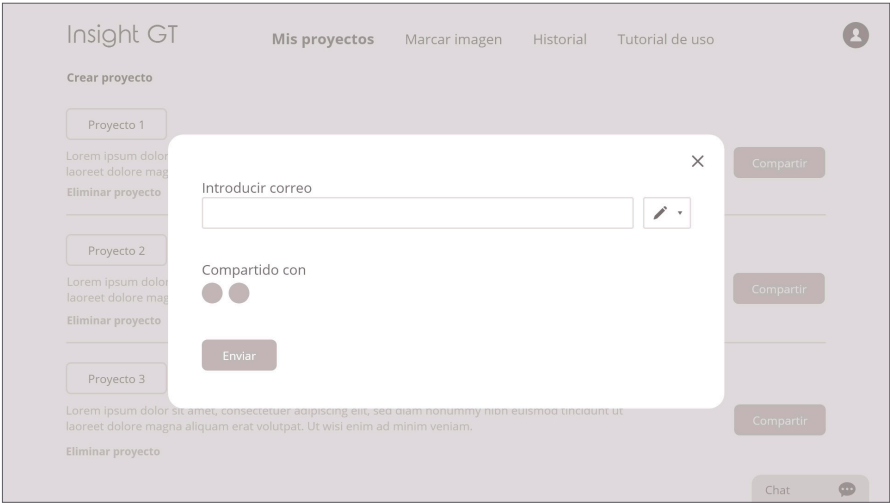 Insight GT
Mis proyectos Marcar imagen Historial Tutorial de uso
Crear proyecto
Proyecto 1
Lorem ipsum dolor
laoreet dolore mag
Eliminar proyecto
Compartir
Introducir correo
Compartido con
Enviar
Proyecto 2
Lorem ipsum dolor
laoreet dolore mag
Eliminar proyecto
Compartir
Proyecto 3
Lorem ipsum dolor sit amet, consectetuer adipiscing elit, sed diam nonummy nibh euismod tincidunt ut
laoreet dolore magna aliquam erat volutpat. Ut wisi enim ad minim veniam.
Eliminar proyecto
Compartir
Chat